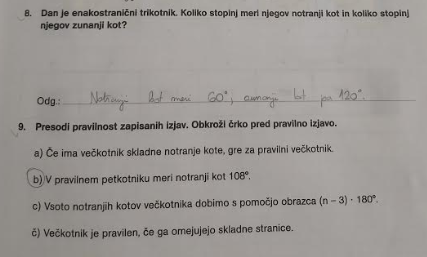 8. Dan je enakostranični trikotnik. Koliko stopinj meri njegov notranji kot in koliko stopinj
njegov zunanji kot?
Odg.: Notranji kot meri 60°, zunanji kot pa 120°.
9. Presodi pravilnost zapisanih izjav. Obkroži črko pred pravilno izjavo.
a) Če ima večkotnik skladne notranje kote, gre za pravilni večkotnik.
b) V pravilnem petkotniku meri notranji kot 108°.
c) Vsoto notranjih kotov večkotnika dobimo s pomočjo obrazca (n – 3) · 180°.
č) Večkotnik je pravilen, če ga omejujejo skladne stranice.